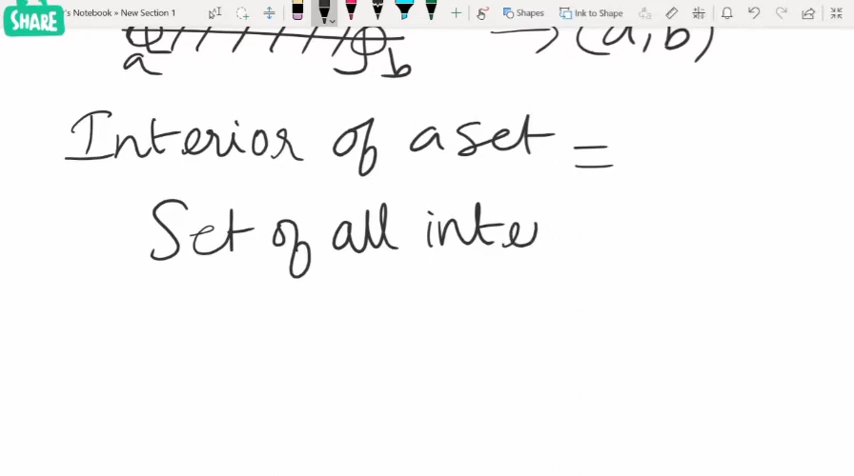 SHARE
's Notebook » New Section 1
Shapes
Ink to Shape
a
b
→ (a, b)
Interior of a set =
Set of all inte